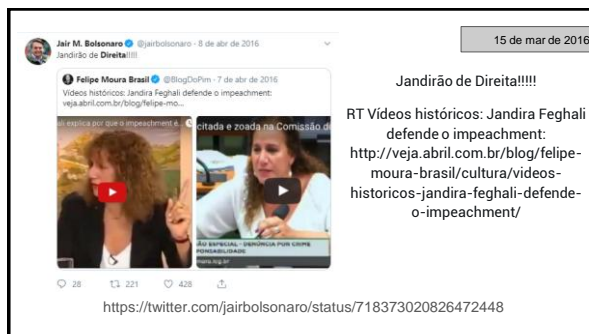 Jair M. Bolsonaro @jairbolsonaro · 8 de abr de 2016
Jandirão de Direita!!!!!
Felipe Moura Brasil @BlogDoPim · 7 de abr de 2016
Vídeos históricos: Jandira Feghali defende o impeachment:
veja.abril.com.br/blog/felipe-mo...
ali explica por que o impeachment é...
citada e zoada na Comissão de
ÃO ESPECIAL - DENÚNCIA POR CRIME
PONSABILIDADE
28 221 428
https://twitter.com/jairbolsonaro/status/718373020826472448
15 de mar de 2016
Jandirão de Direita!!!!!
RT Vídeos históricos: Jandira Feghali
defende o impeachment:
http://veja.abril.com.br/blog/felipe-
moura-brasil/cultura/videos-
historicos-jandira-feghali-defende-
o-impeachment/